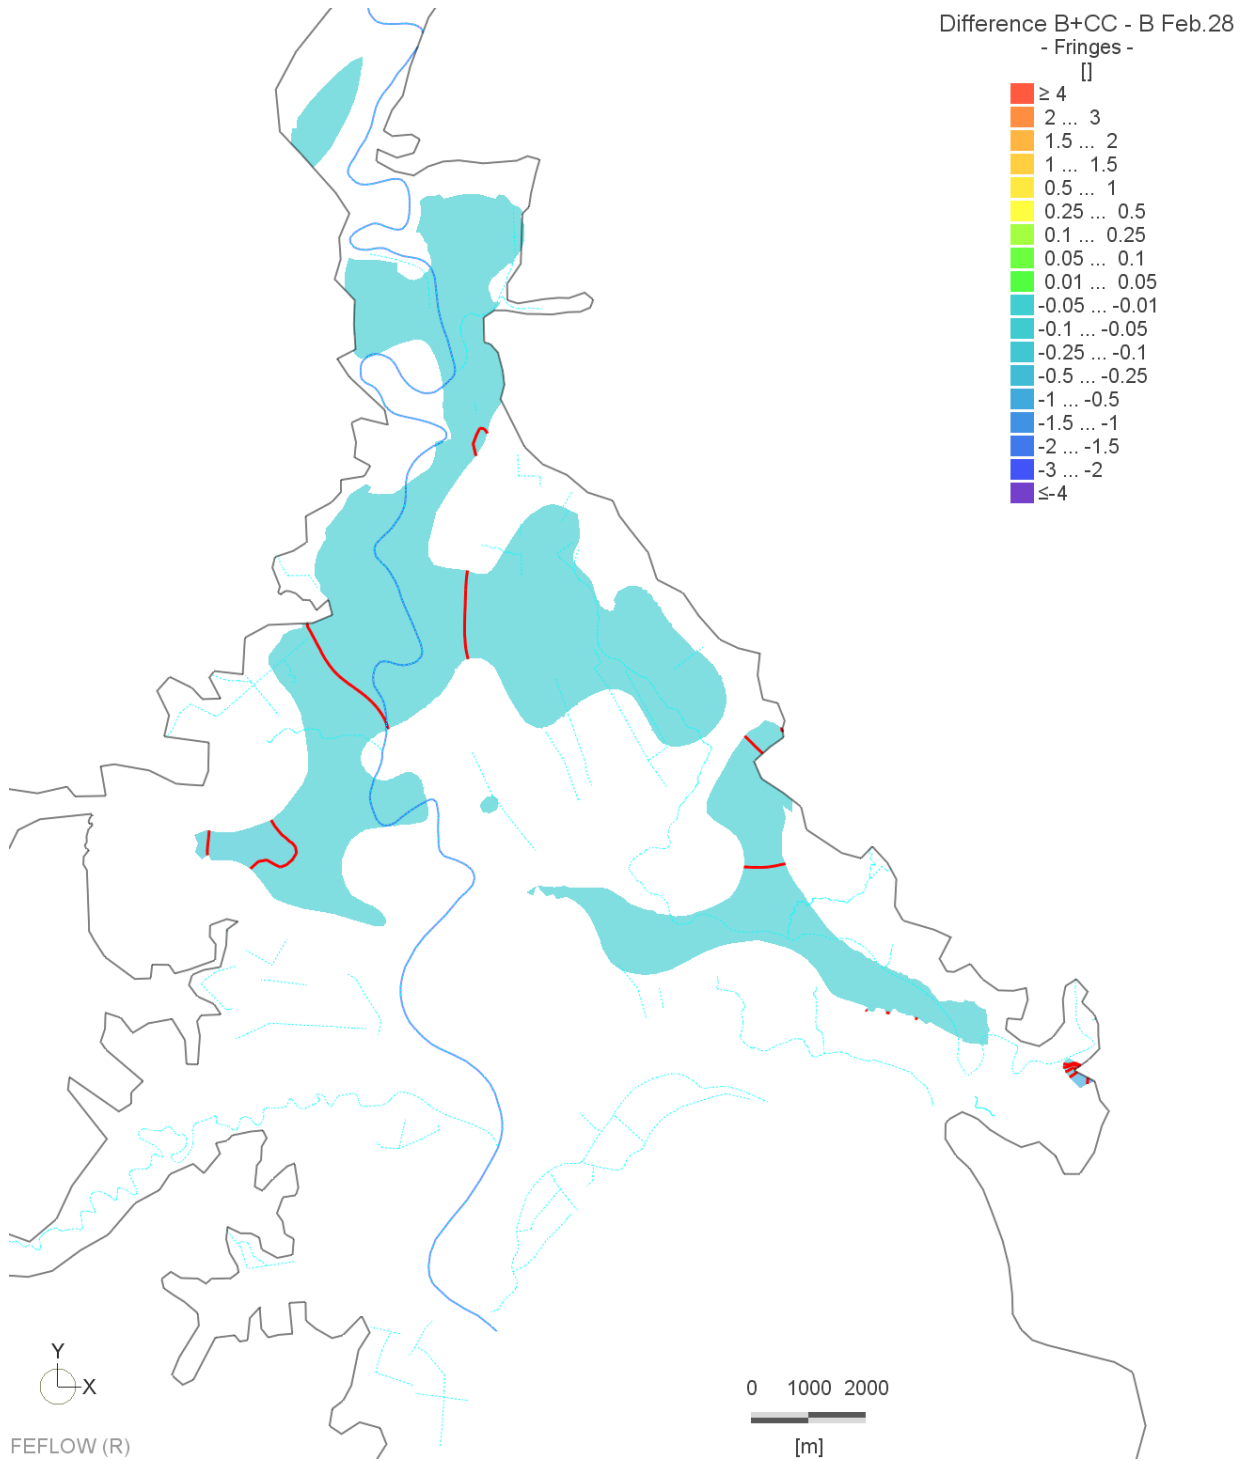 Difference B+CC - B Feb.28
- Fringes -
[]
≥ 4
2 ... 3
1.5 ... 2
1 ... 1.5
0.5 ... 1
0.25 ... 0.5
0.1 ... 0.25
0.05 ... 0.1
0.01 ... 0.05
-0.05 ... -0.01
-0.1 ... -0.05
-0.25 ... -0.1
-0.5 ... -0.25
-1 ... -0.5
-1.5 ... -1
-2 ... -1.5
-3 ... -2
≤-4
Y
X
0 1000 2000
[m]
FEFLOW (R)